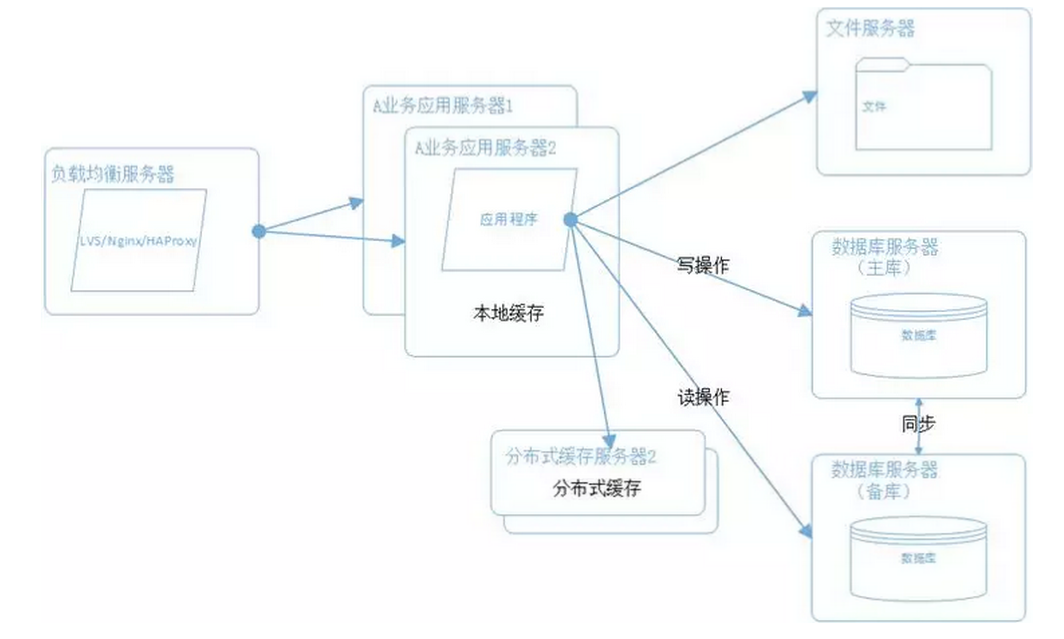 文件服务器
文件
A业务应用服务器1
A业务应用服务器2
应用程序
本地缓存
负载均衡服务器
LVS/Nginx/HAProxy
写操作
读操作
数据库服务器
（主库）
数据库
同步
分布式缓存服务器2
分布式缓存
数据库服务器
（备库）
数据库